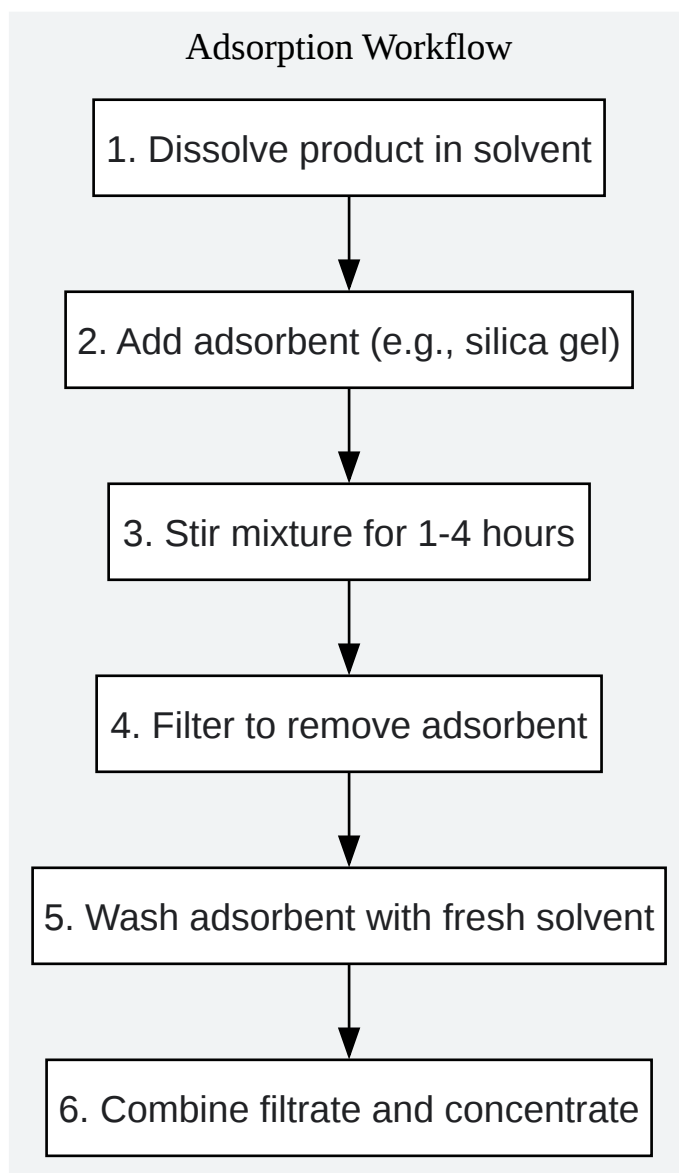 Adsorption Workflow
1. Dissolve product in solvent
2. Add adsorbent (e.g., silica gel)
3. Stir mixture for 1-4 hours
4. Filter to remove adsorbent
5. Wash adsorbent with fresh solvent
6. Combine filtrate and concentrate